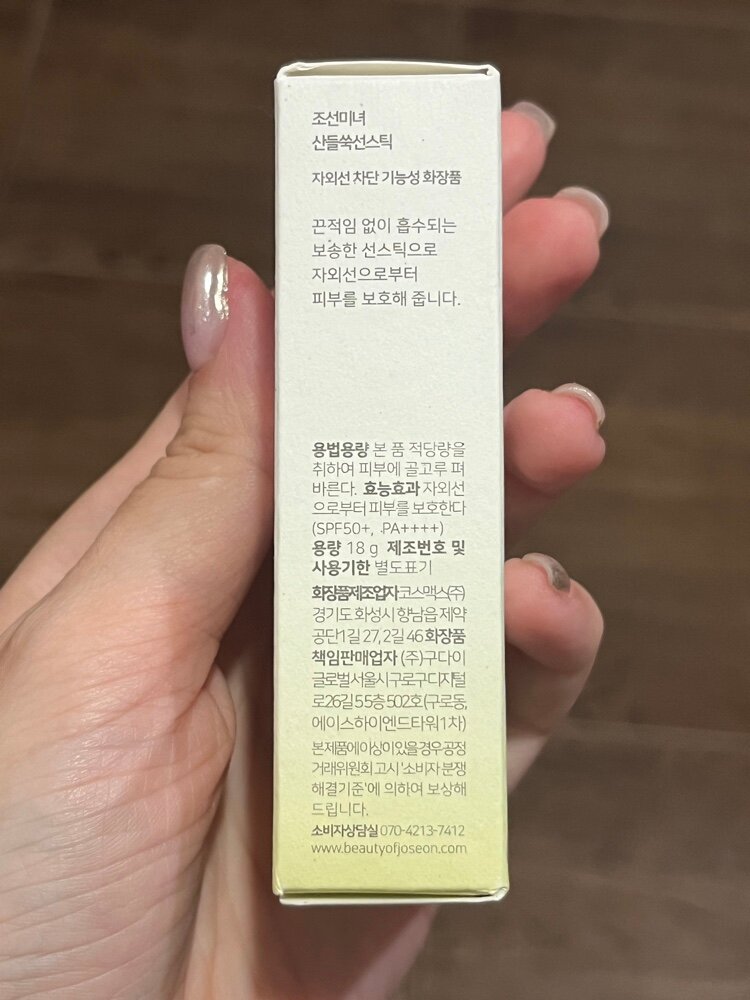 조선미녀
산들쑥선스틱
자외선 차단 기능성 화장품
끈적임 없이 흡수되는
보송한 선스틱으로
자외선으로부터
피부를 보호해 줍니다.
용법용량 본 품 적당량을
취하여 피부에 골고루 펴
바른다. 효능효과 자외선
으로부터 피부를 보호한다
(SPF50+, PA++++)
용량 18 g 제조번호 및
사용기한 별도표기
화장품제조업자 코스맥스(주)
경기도 화성시 향남읍 제약
공단1길 27, 2길 46 화장품
책임판매업자 (주)구다이
글로벌 서울시 구로구 디지털
로26길 5 5층 502호 (구로동,
에이스하이엔드타워1차)
본 제품에 이상이 있을 경우 공정
거래위원회 고시 '소비자 분쟁
해결기준'에 의하여 보상해
드립니다.
소비자상담실 070-4213-7412
www.beautyofjoseon.com